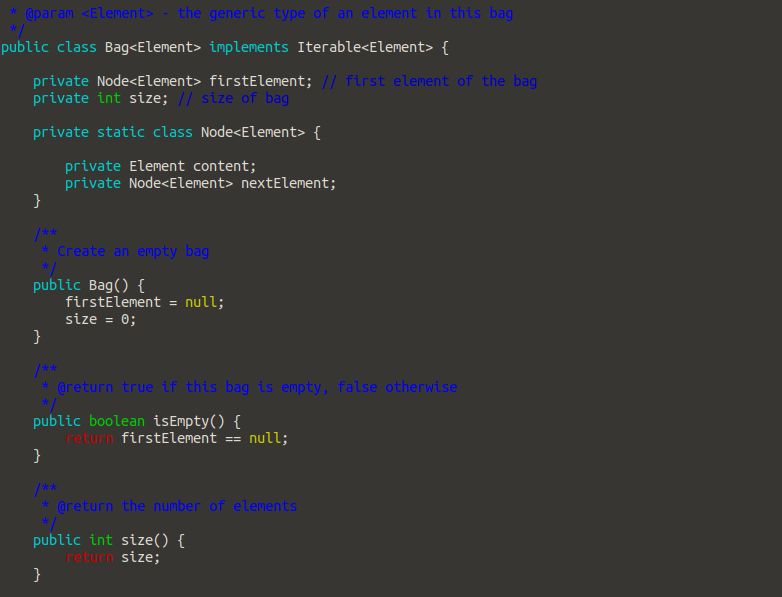 * @param <Element> - the generic type of an element in this bag
 */
public class Bag<Element> implements Iterable<Element> {
    private Node<Element> firstElement; // first element of the bag
    private int size; // size of bag
    private static class Node<Element> {
        private Element content;
        private Node<Element> nextElement;
    }
    /**
     * Create an empty bag
     */
    public Bag() {
        firstElement = null;
        size = 0;
    }
    /**
     * @return true if this bag is empty, false otherwise
     */
    public boolean isEmpty() {
        return firstElement == null;
    }
    /**
     * @return the number of elements
     */
    public int size() {
        return size;
    }